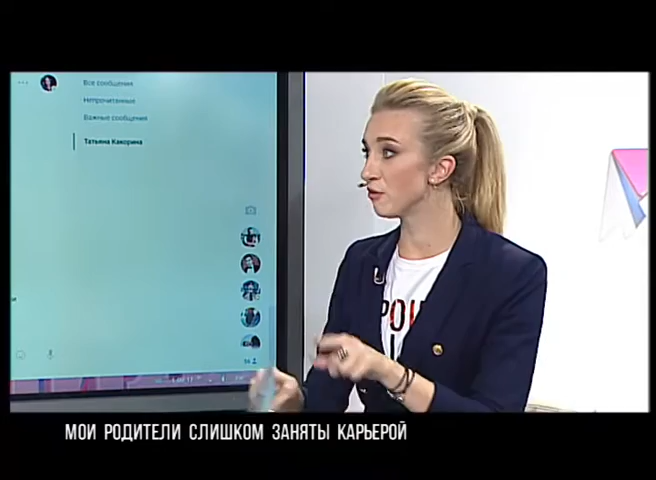 Все сообщения
Непрочитанные
Важные сообщения
Татьяна Какорина
МОИ РОДИТЕЛИ СЛИШКОМ ЗАНЯТЫ КАРЬЕРОЙ